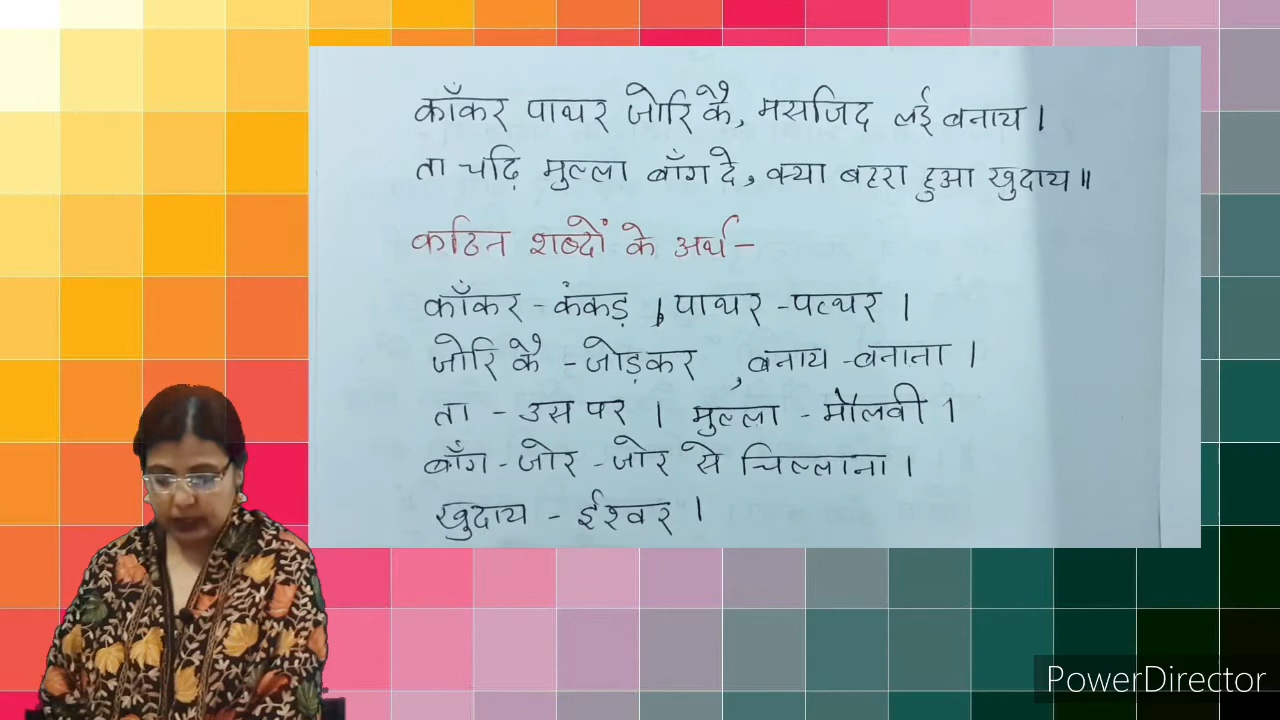 काँकर पाथर जोरि कै, मसजिद लई बनाय।
ता चढ़ि मुल्ला बाँग दे, क्या बहरा हुआ खुदाय॥
कठिन शब्दों के अर्थ-
काँकर - कंकड़, पाथर - पत्थर।
जोरि कै - जोड़कर, बनाय - बनाना।
ता - उस पर। मुल्ला - मौलवी।
बाँग - जोर - जोर से चिल्लाना।
खुदाय - ईश्वर।
PowerDirector